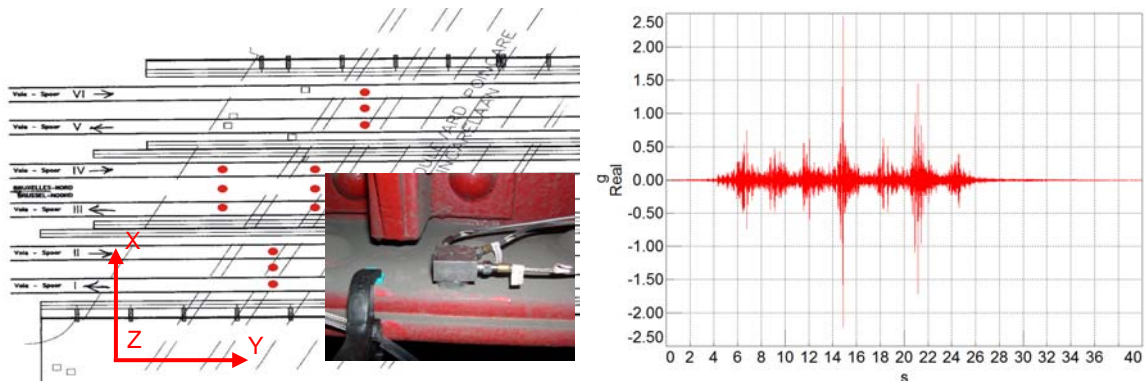 Voie - Spoor VI
Voie - Spoor V
Voie - Spoor IV
BRUXELLES-NORD
BRUSSEL-NOORD
Voie - Spoor III
Voie - Spoor II
Voie - Spoor I
BOULEVARD POINCARE
POINCARELAAN
X
Z
Y
2.50
2.00
1.50
1.00
0.50
0.00
-0.50
-1.00
-1.50
-2.00
-2.50
g
Real
0 2 4 6 8 10 12 14 16 18 20 22 24 26 28 30 32 34 36 40
s